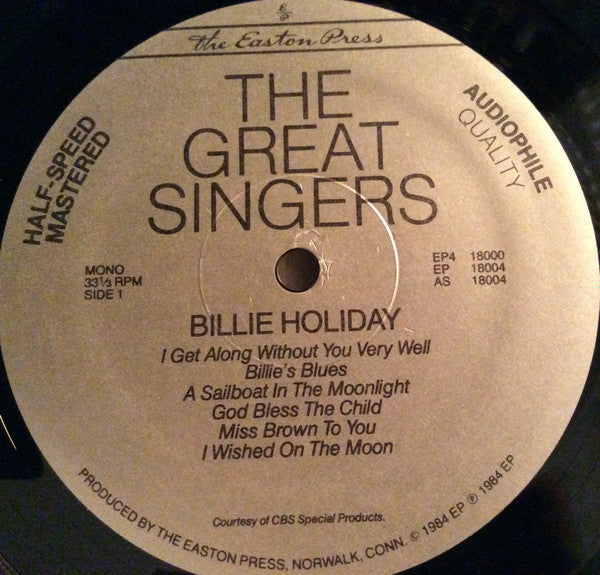 E/P
The Easton Press
THE
GREAT
SINGERS
HALF-SPEED
MASTERED
AUDIOPHILE
QUALITY
MONO
33⅓ RPM
SIDE 1
EP4 18000
EP 18004
AS 18004
BILLIE HOLIDAY
I Get Along Without You Very Well
Billie's Blues
A Sailboat In The Moonlight
God Bless The Child
Miss Brown To You
I Wished On The Moon
Courtesy of CBS Special Products.
PRODUCED BY THE EASTON PRESS, NORWALK, CONN. © 1984 EP ℗ 1984 EP